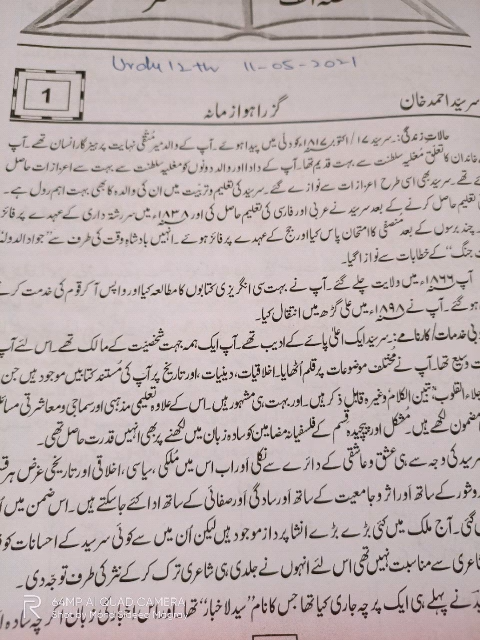 Urdu 12th 11-05-2021
1
گزرا ہوا زمانہ
سرسید احمد خان
حالاتِ زندگی:۔ سرسید ۱۷/اکتوبر ۱۸۱۷ء کو دلی میں پیدا ہوئے۔ آپ کے والد میر متقی نہایت پرہیزگار انسان تھے۔ آپ
خاندان کا تعلق مغلیہ سلطنت سے بہت قدیم تھا۔ آپ کے دادا اور والد دونوں کو مغلیہ سلطنت سے بہت سے اعزازات حاصل
تھے۔ سرسید بھی اسی طرح اعزازات سے نوازے گئے۔ سرسید کی تعلیم و تربیت میں ان کی والدہ کا بھی بہت اہم رول ہے۔
تعلیم حاصل کرنے کے بعد سرسید نے عربی اور فارسی کی تعلیم حاصل کی اور ۱۸۳۸ء میں سررشتہ داری کے عہدے پر فائز
چند برسوں کے بعد منصفی کا امتحان پاس کیا اور جج کے عہدے پر فائز ہوئے۔ انہیں بادشاہِ وقت کی طرف سے ”جواد الدولہ
جنگ“ کے خطابات سے نوازا گیا۔
آپ ۱۸۶۶ء میں ولایت چلے گئے۔ آپ نے بہت سی انگریزی کتابوں کا مطالعہ کیا اور واپس آ کر قوم کی خدمت کرنے
ہو گئے۔ آپ نے ۱۸۹۸ء میں علی گڑھ میں انتقال کیا۔
ادبی خدمات/کارنامے:۔ سرسید ایک اعلیٰ پائے کے ادیب تھے۔ آپ ایک ہمہ جہت شخصیت کے مالک تھے۔ اس لئے آپ
وسیع تھا۔ آپ نے مختلف موضوعات پر قلم اٹھایا۔ اخلاقیات، دینیات، اور تاریخ پر آپ کی مستند کتابیں موجود ہیں جن
جلاء القلوب، تبین الکلام وغیرہ قابلِ ذکر ہیں۔ اور بہت ہی مشہور ہیں۔ اس کے علاوہ تعلیمی مذہبی اور سماجی و معاشرتی مسائل
مضمون لکھے ہیں۔ مشکل اور پیچیدہ قسم کے فلسفیانہ مضامین کو سادہ زبان میں لکھنے پر بھی انہیں قدرت حاصل تھی۔
سرسید کی وجہ سے ہی عشق و عاشقی کے دائرے سے نکلی اور اب اس میں ملکی، سیاسی، اخلاقی اور تاریخی غرض ہر
و شور کے ساتھ اور اثر و جامعیت کے ساتھ اور سادگی اور صفائی کے ساتھ ادا کئے جا سکتے ہیں۔ اس ضمن میں
گئی۔ آج ملک میں کئی بڑے بڑے انشا پرداز موجود ہیں لیکن اُن میں سے کوئی سرسید کے احسانات کو
شاعری سے مناسبت نہیں تھی اس لئے انہوں نے جلدی ہی شاعری ترک کر کے نثر کی طرف توجہ دی۔
نے پہلے ہی ایک پرچہ جاری کیا تھا جس کا نام ”سید الاخبار“ تھا
64MP AI QUAD CAMERA